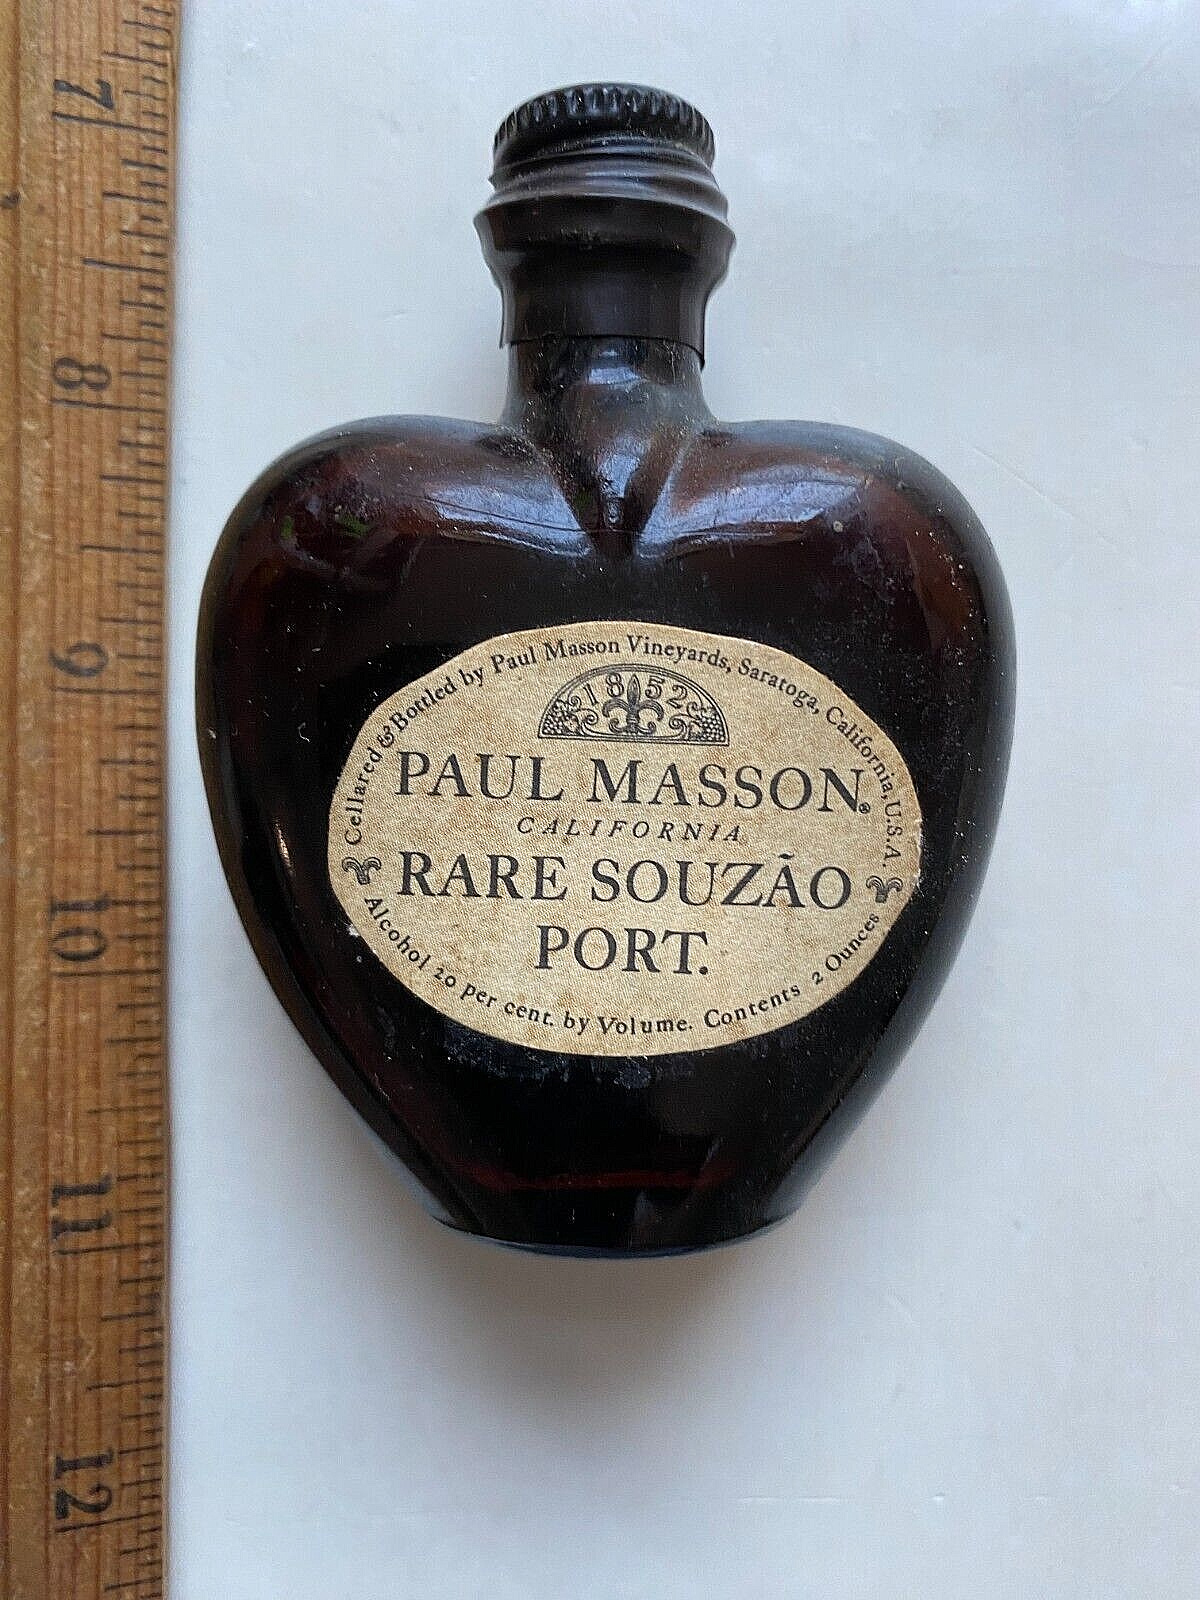 7
8
9
10
11
12
Cellared & Bottled by Paul Masson Vineyards, Saratoga, California, U.S.A.
1852
PAUL MASSON®
CALIFORNIA
RARE SOUZÃO
PORT.
Alcohol 20 per cent. by Volume. Contents 2 Ounces